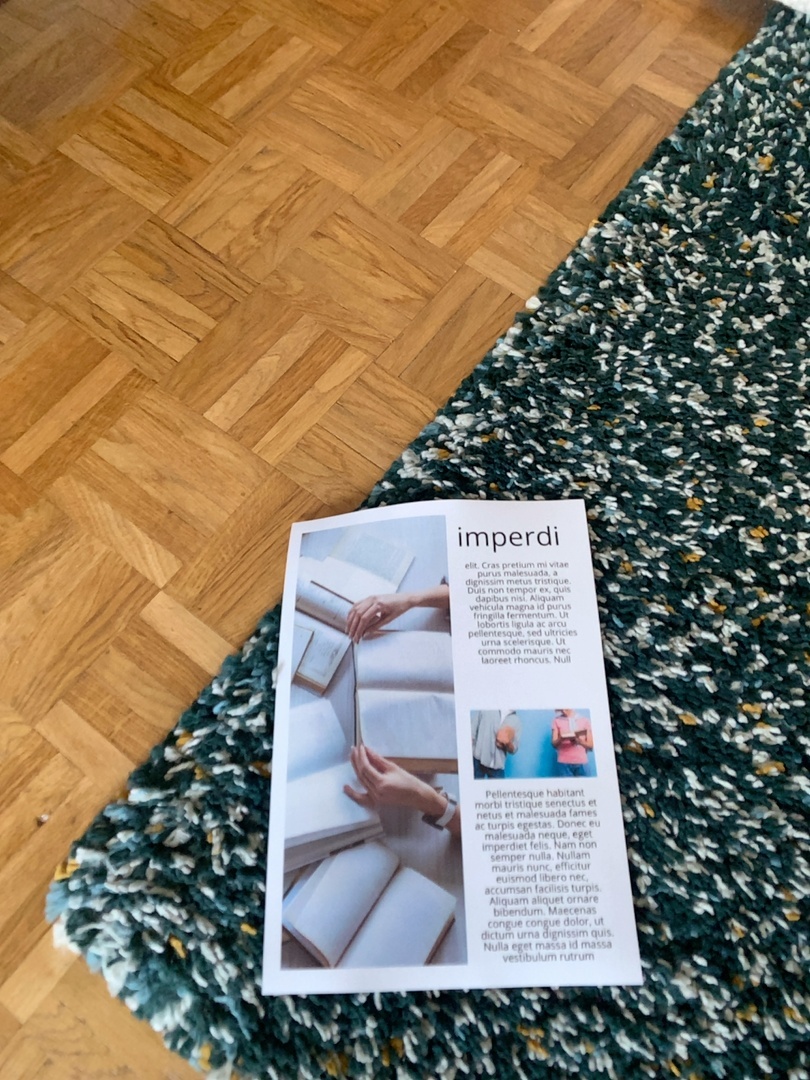 imperdi
elit. Cras pretium mi vitae
purus malesuada, a
dignissim metus tristique.
Duis non tempor ex, quis
dapibus nisi. Aliquam
vehicula magna id purus
fringilla fermentum. Ut
lobortis ligula ac arcu
pellentesque, sed ultricies
urna scelerisque. Ut
commodo mauris nec
laoreet rhoncus. Null
Pellentesque habitant
morbi tristique senectus et
netus et malesuada fames
ac turpis egestas. Donec eu
malesuada neque, eget
imperdiet felis. Nam non
semper nulla. Nullam
mauris nunc, efficitur
euismod libero nec,
accumsan facilisis turpis.
Aliquam aliquet ornare
bibendum. Maecenas
congue congue dolor, ut
dictum urna dignissim quis.
Nulla eget massa id massa
vestibulum rutrum